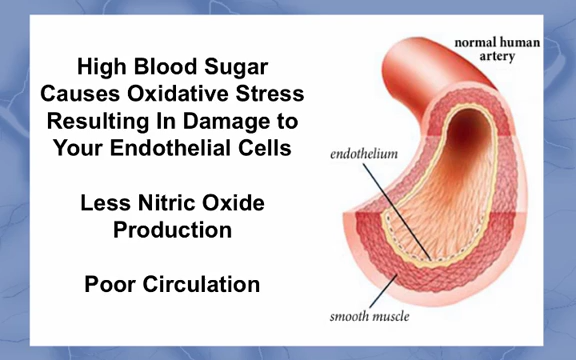 High Blood Sugar
Causes Oxidative Stress
Resulting In Damage to
Your Endothelial Cells
Less Nitric Oxide
Production
Poor Circulation
normal human
artery
endothelium
smooth muscle